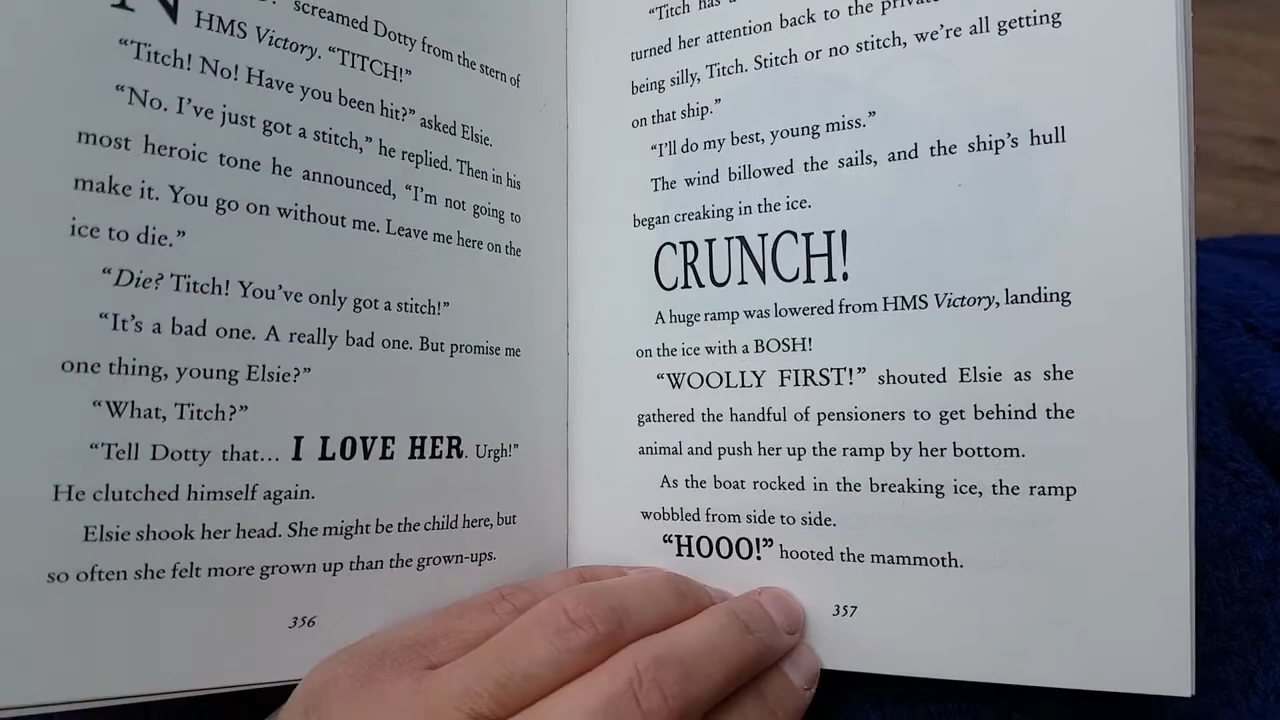 screamed Dotty from the stern of
HMS Victory. “TITCH!”
“Titch! No! Have you been hit?” asked Elsie.
“No. I’ve just got a stitch,” he replied. Then in his
most heroic tone he announced, “I’m not going to
make it. You go on without me. Leave me here on the
ice to die.”
“Die? Titch! You’ve only got a stitch!”
“It’s a bad one. A really bad one. But promise me
one thing, young Elsie?”
“What, Titch?”
“Tell Dotty that… I LOVE HER. Urgh!”
He clutched himself again.
Elsie shook her head. She might be the child here, but
so often she felt more grown up than the grown-ups.
356
“Titch has a
turned her attention back to the
being silly, Titch. Stitch or no stitch, we’re all getting
on that ship.”
“I’ll do my best, young miss.”
The wind billowed the sails, and the ship’s hull
began creaking in the ice.
CRUNCH!
A huge ramp was lowered from HMS Victory, landing
on the ice with a BOSH!
“WOOLLY FIRST!” shouted Elsie as she
gathered the handful of pensioners to get behind the
animal and push her up the ramp by her bottom.
As the boat rocked in the breaking ice, the ramp
wobbled from side to side.
“HOOO!” hooted the mammoth.
357